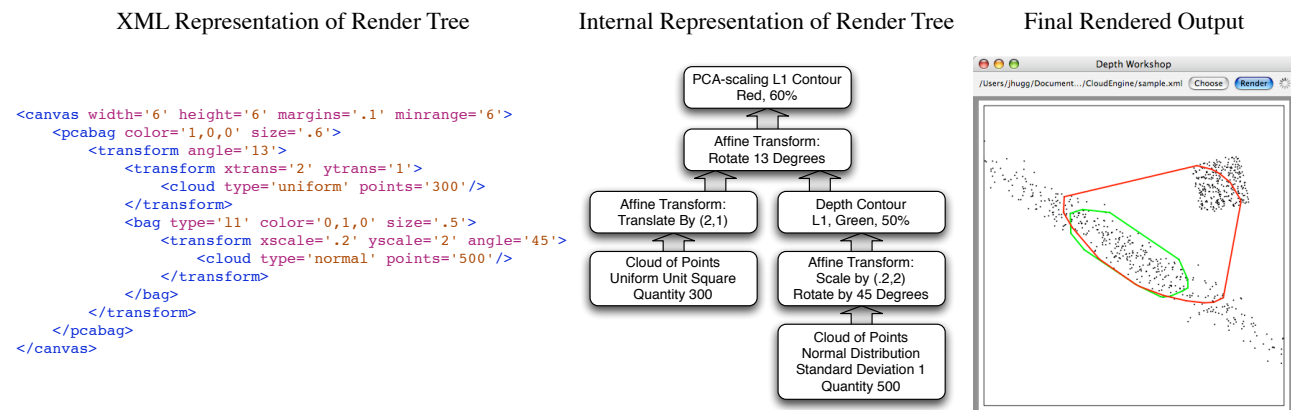 XML Representation of Render Tree
<canvas width='6' height='6' margins='.1' minrange='6'>
<pcabag color='1,0,0' size='.6'>
<transform angle='13'>
<transform xtrans='2' ytrans='1'>
<cloud type='uniform' points='300'/>
</transform>
<bag type='l1' color='0,1,0' size='.5'>
<transform xscale='.2' yscale='2' angle='45'>
<cloud type='normal' points='500'/>
</transform>
</bag>
</transform>
</pcabag>
</canvas>
Internal Representation of Render Tree
PCA-scaling L1 Contour
Red, 60%
Affine Transform:
Rotate 13 Degrees
Affine Transform:
Translate By (2,1)
Depth Contour
L1, Green, 50%
Cloud of Points
Uniform Unit Square
Quantity 300
Affine Transform:
Scale by (.2,2)
Rotate by 45 Degrees
Cloud of Points
Normal Distribution
Standard Deviation 1
Quantity 500
Final Rendered Output
Depth Workshop
/Users/jhugg/Document.../CloudEngine/sample.xml Choose Render